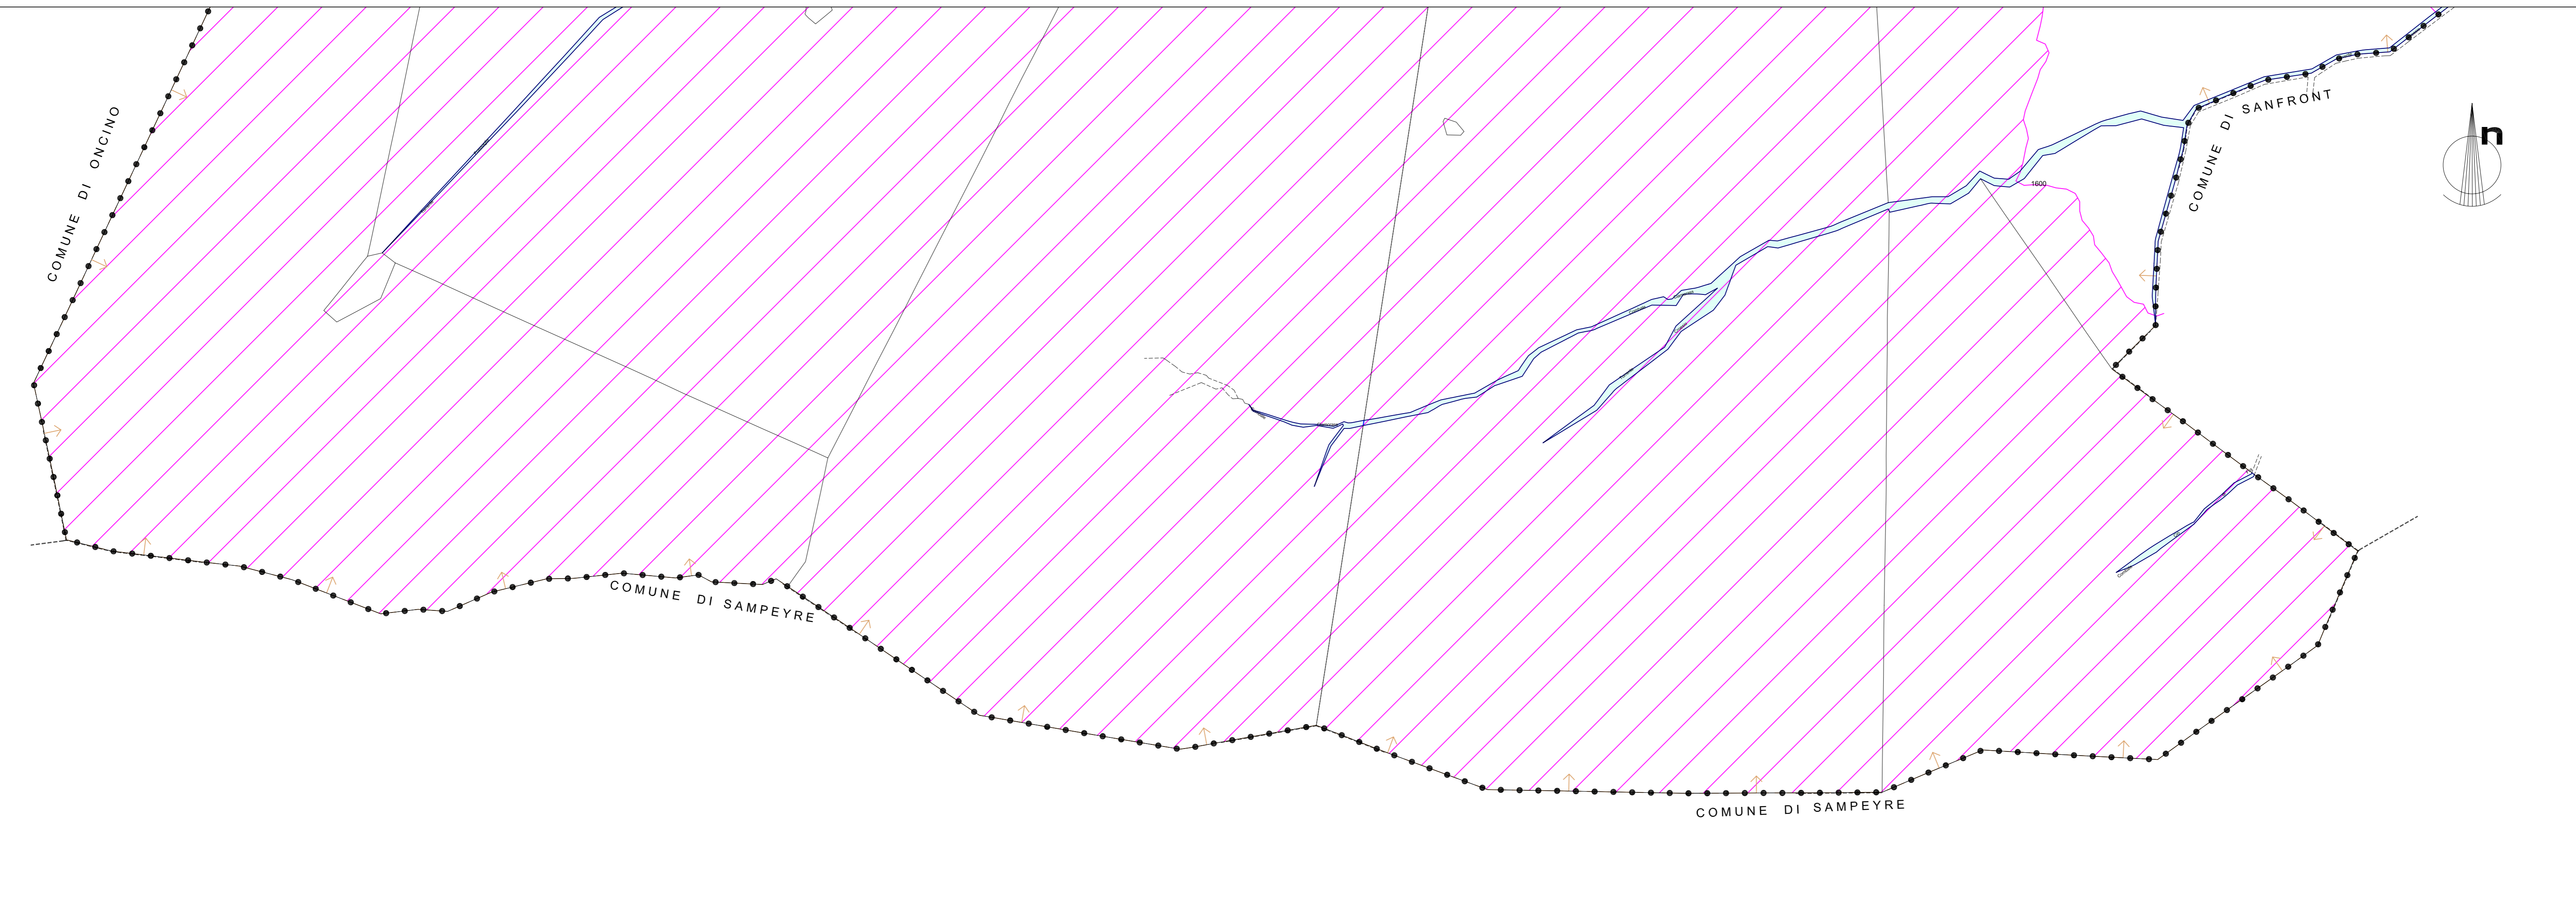 COMUNE DI ONCINO
COMUNE DI SANFRONT
n
1600
COMUNE DI SAMPEYRE
COMUNE DI SAMPEYRE